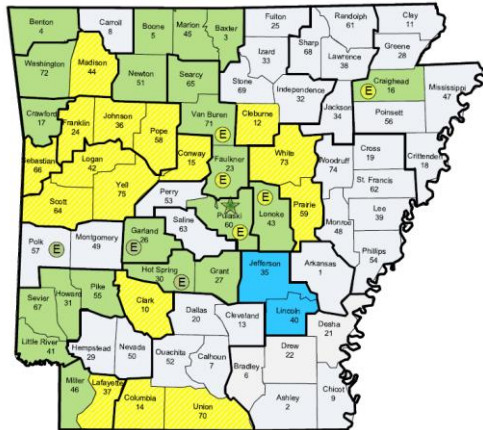 Benton
4
Carroll
8
Boone
5
Marion
45
Baxter
3
Fulton
25
Randolph
61
Clay
11
Washington
72
Madison
44
Newton
51
Searcy
65
Stone
69
Izard
33
Sharp
68
Lawrence
38
Greene
28
Independence
32
Craighead
16
E
Mississippi
47
Crawford
17
Franklin
24
Johnson
36
Pope
58
Van Buren
71
E
Cleburne
12
Jackson
34
Poinsett
56
Sebastian
66
Logan
42
Conway
15
Faulkner
23
E
White
73
Woodruff
74
Cross
19
Crittenden
18
Scott
64
Yell
75
Perry
53
Pulaski
60
E
Lonoke
43
E
Prairie
59
St. Francis
62
Lee
39
Monroe
48
Phillips
54
Polk
57
E
Montgomery
49
Garland
26
E
Saline
63
Hot Spring
30
E
Grant
27
Jefferson
35
Arkansas
1
Sevier
67
Howard
31
Pike
55
Clark
10
Dallas
20
Cleveland
13
Lincoln
40
Desha
21
Little River
41
Hempstead
29
Nevada
50
Ouachita
52
Calhoun
7
Bradley
6
Drew
22
Miller
46
Lafayette
37
Columbia
14
Union
70
Ashley
2
Chicot
9